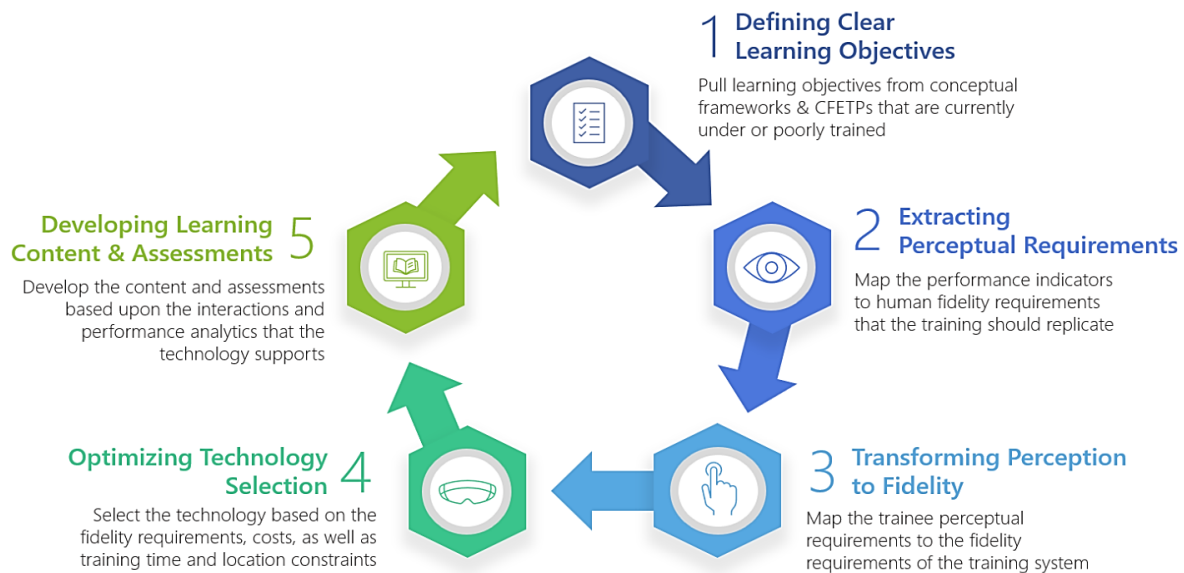 1 Defining Clear
Learning Objectives
Pull learning objectives from conceptual
frameworks & CFETPs that are currently
under or poorly trained
2 Extracting
Perceptual Requirements
Map the performance indicators
to human fidelity requirements
that the training should replicate
3 Transforming Perception
to Fidelity
Map the trainee perceptual
requirements to the fidelity
requirements of the training system
Optimizing Technology 4
Selection
Select the technology based on the
fidelity requirements, costs, as well as
training time and location constraints
Developing Learning 5
Content & Assessments
Develop the content and assessments
based upon the interactions and
performance analytics that the
technology supports